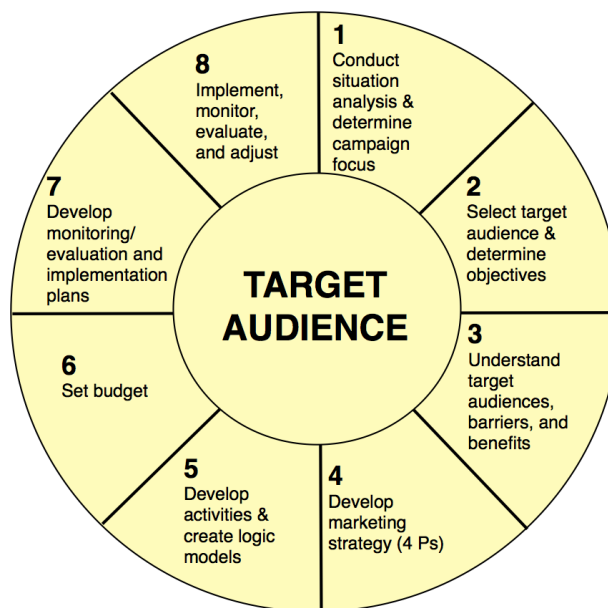 1
Conduct
situation
analysis &
determine
campaign
focus
2
Select target
audience &
determine
objectives
3
Understand
target
audiences,
barriers, and
benefits
4
Develop
marketing
strategy (4 Ps)
5
Develop
activities &
create logic
models
6
Set budget
7
Develop
monitoring/
evaluation and
implementation
plans
8
Implement,
monitor,
evaluate,
and adjust
TARGET
AUDIENCE